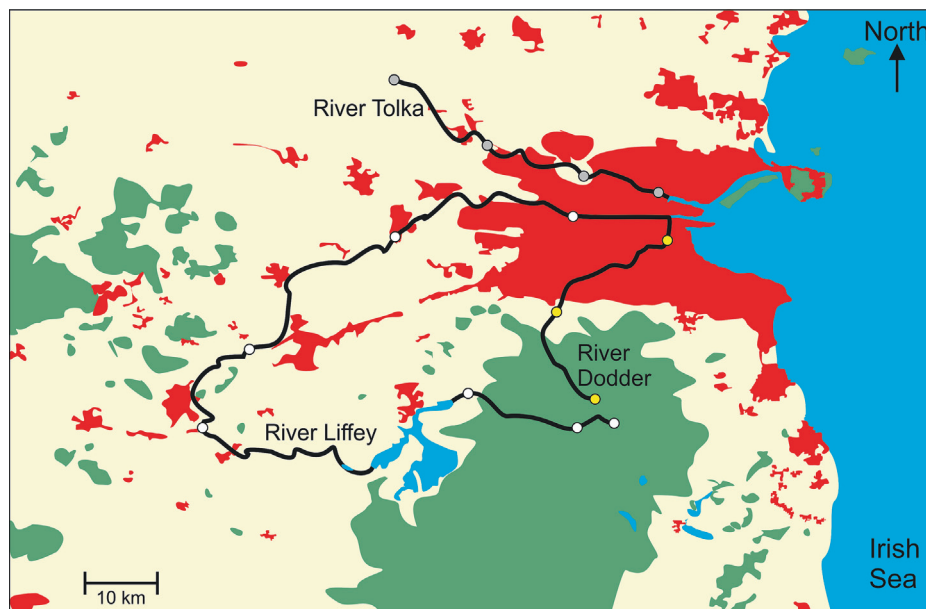 North
River Tolka
River
Dodder
River Liffey
Irish
Sea
10 km